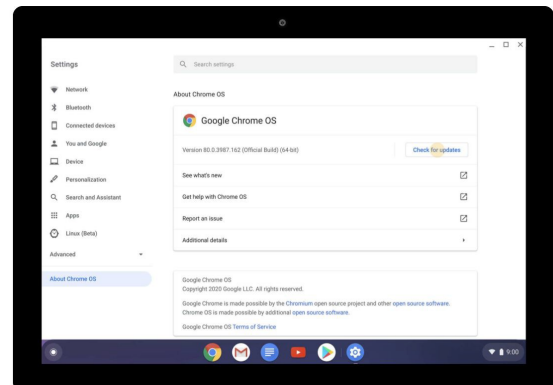 Settings
Search settings
Network
Bluetooth
Connected devices
You and Google
Device
Personalization
Search and Assistant
Apps
Linux (Beta)
Advanced
About Chrome OS
About Chrome OS
Google Chrome OS
Version 80.0.3987.162 (Official Build) (64-bit)
Check for updates
See what's new
Get help with Chrome OS
Report an issue
Additional details
Google Chrome OS
Copyright 2020 Google LLC. All rights reserved.
Google Chrome is made possible by the Chromium open source project and other open source software.
Chrome OS is made possible by additional open source software.
Google Chrome OS Terms of Service
9:00